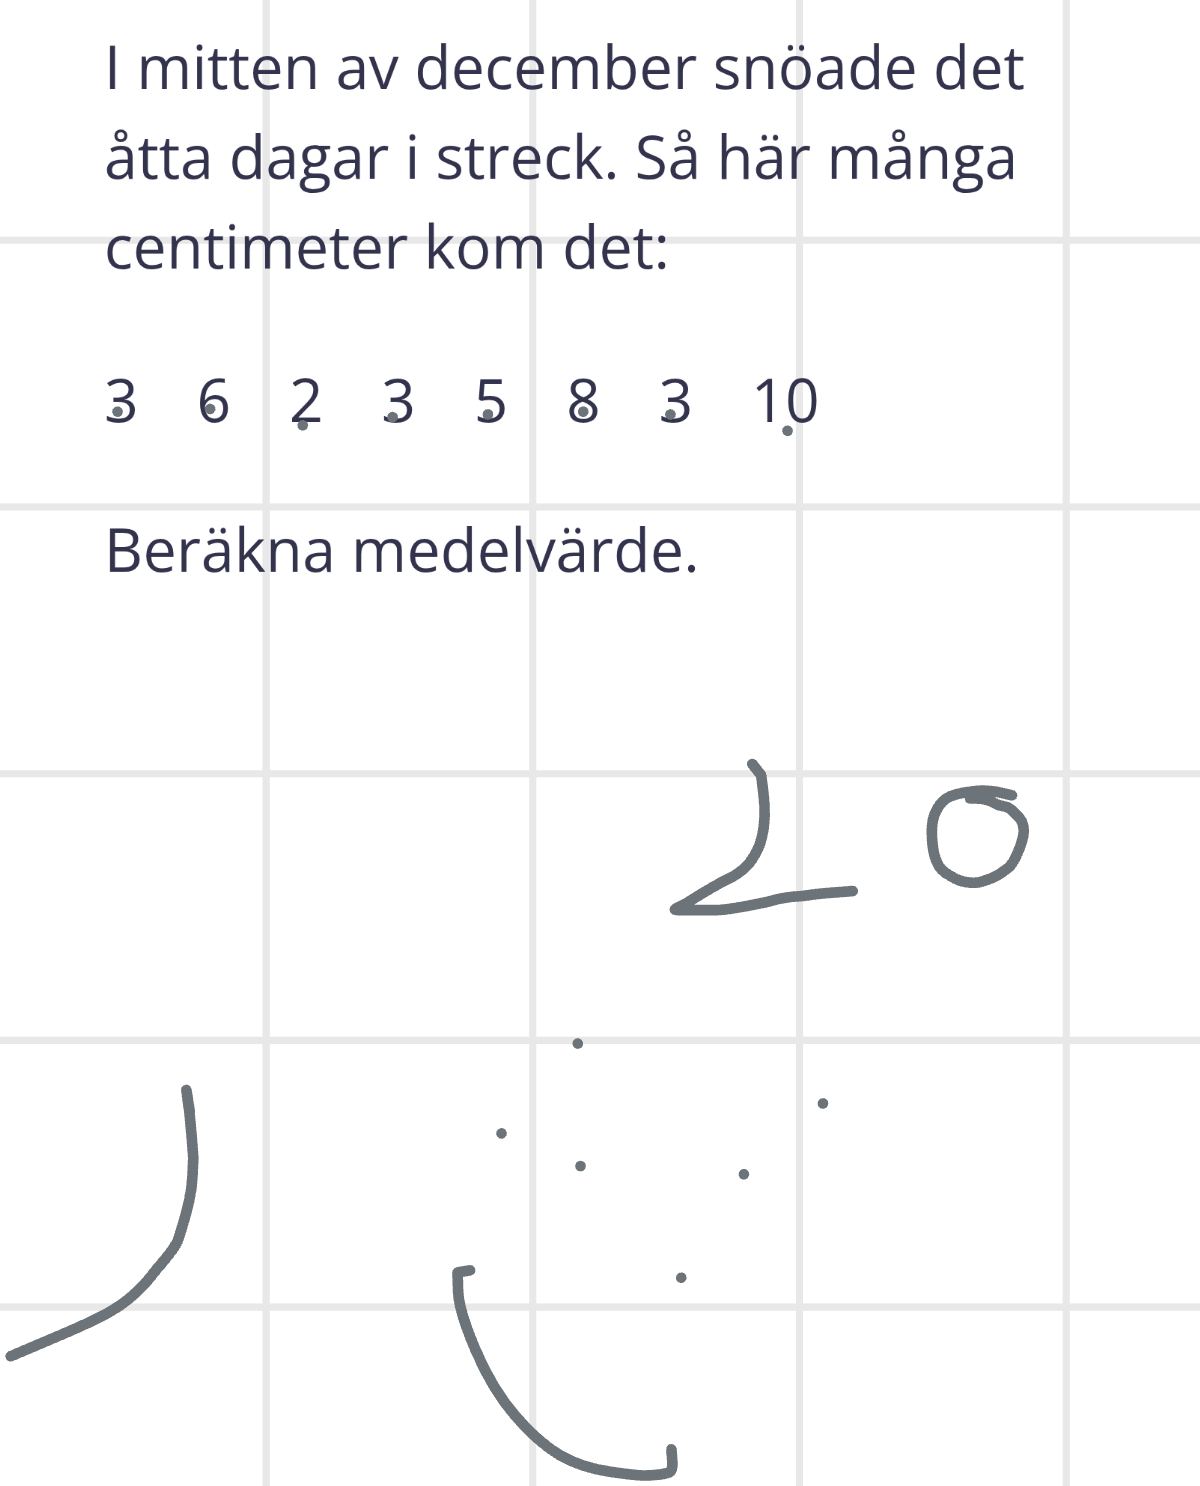 I mitten av december snöade det
åtta dagar i streck. Så här många
centimeter kom det:
3 6 2 3 5 8 3 10
Beräkna medelvärde.
20